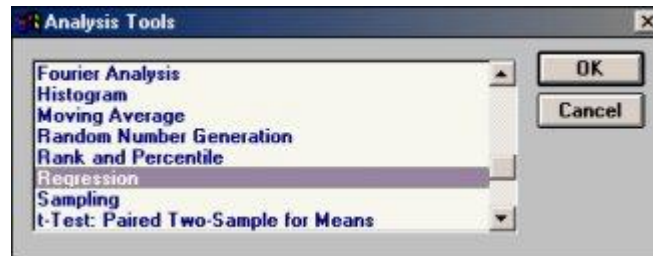 Analysis Tools
Fourier Analysis
Histogram
Moving Average
Random Number Generation
Rank and Percentile
Regression
Sampling
t-Test: Paired Two-Sample for Means
OK
Cancel